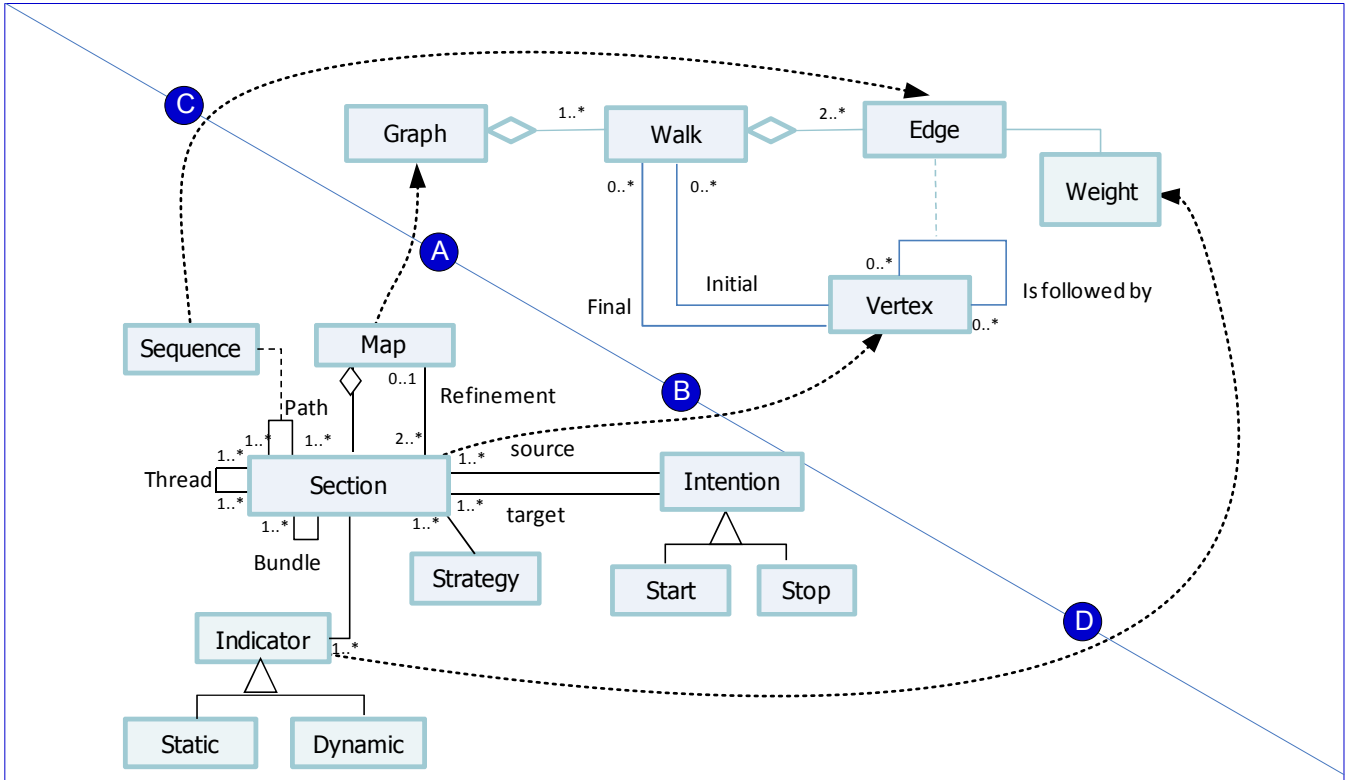 C
Graph
1..*
Walk
2..*
Edge
Weight
0..*
0..*
A
0..*
Initial
Is followed by
Final
Vertex
0..*
Sequence
Map
0..1
Refinement
B
Path
1..*
1..*
2..*
source
1..*
1..*
Thread
Section
Intention
1..*
1..*
target
1..*
1..*
Bundle
Strategy
Start
Stop
D
Indicator
1..*
Static
Dynamic